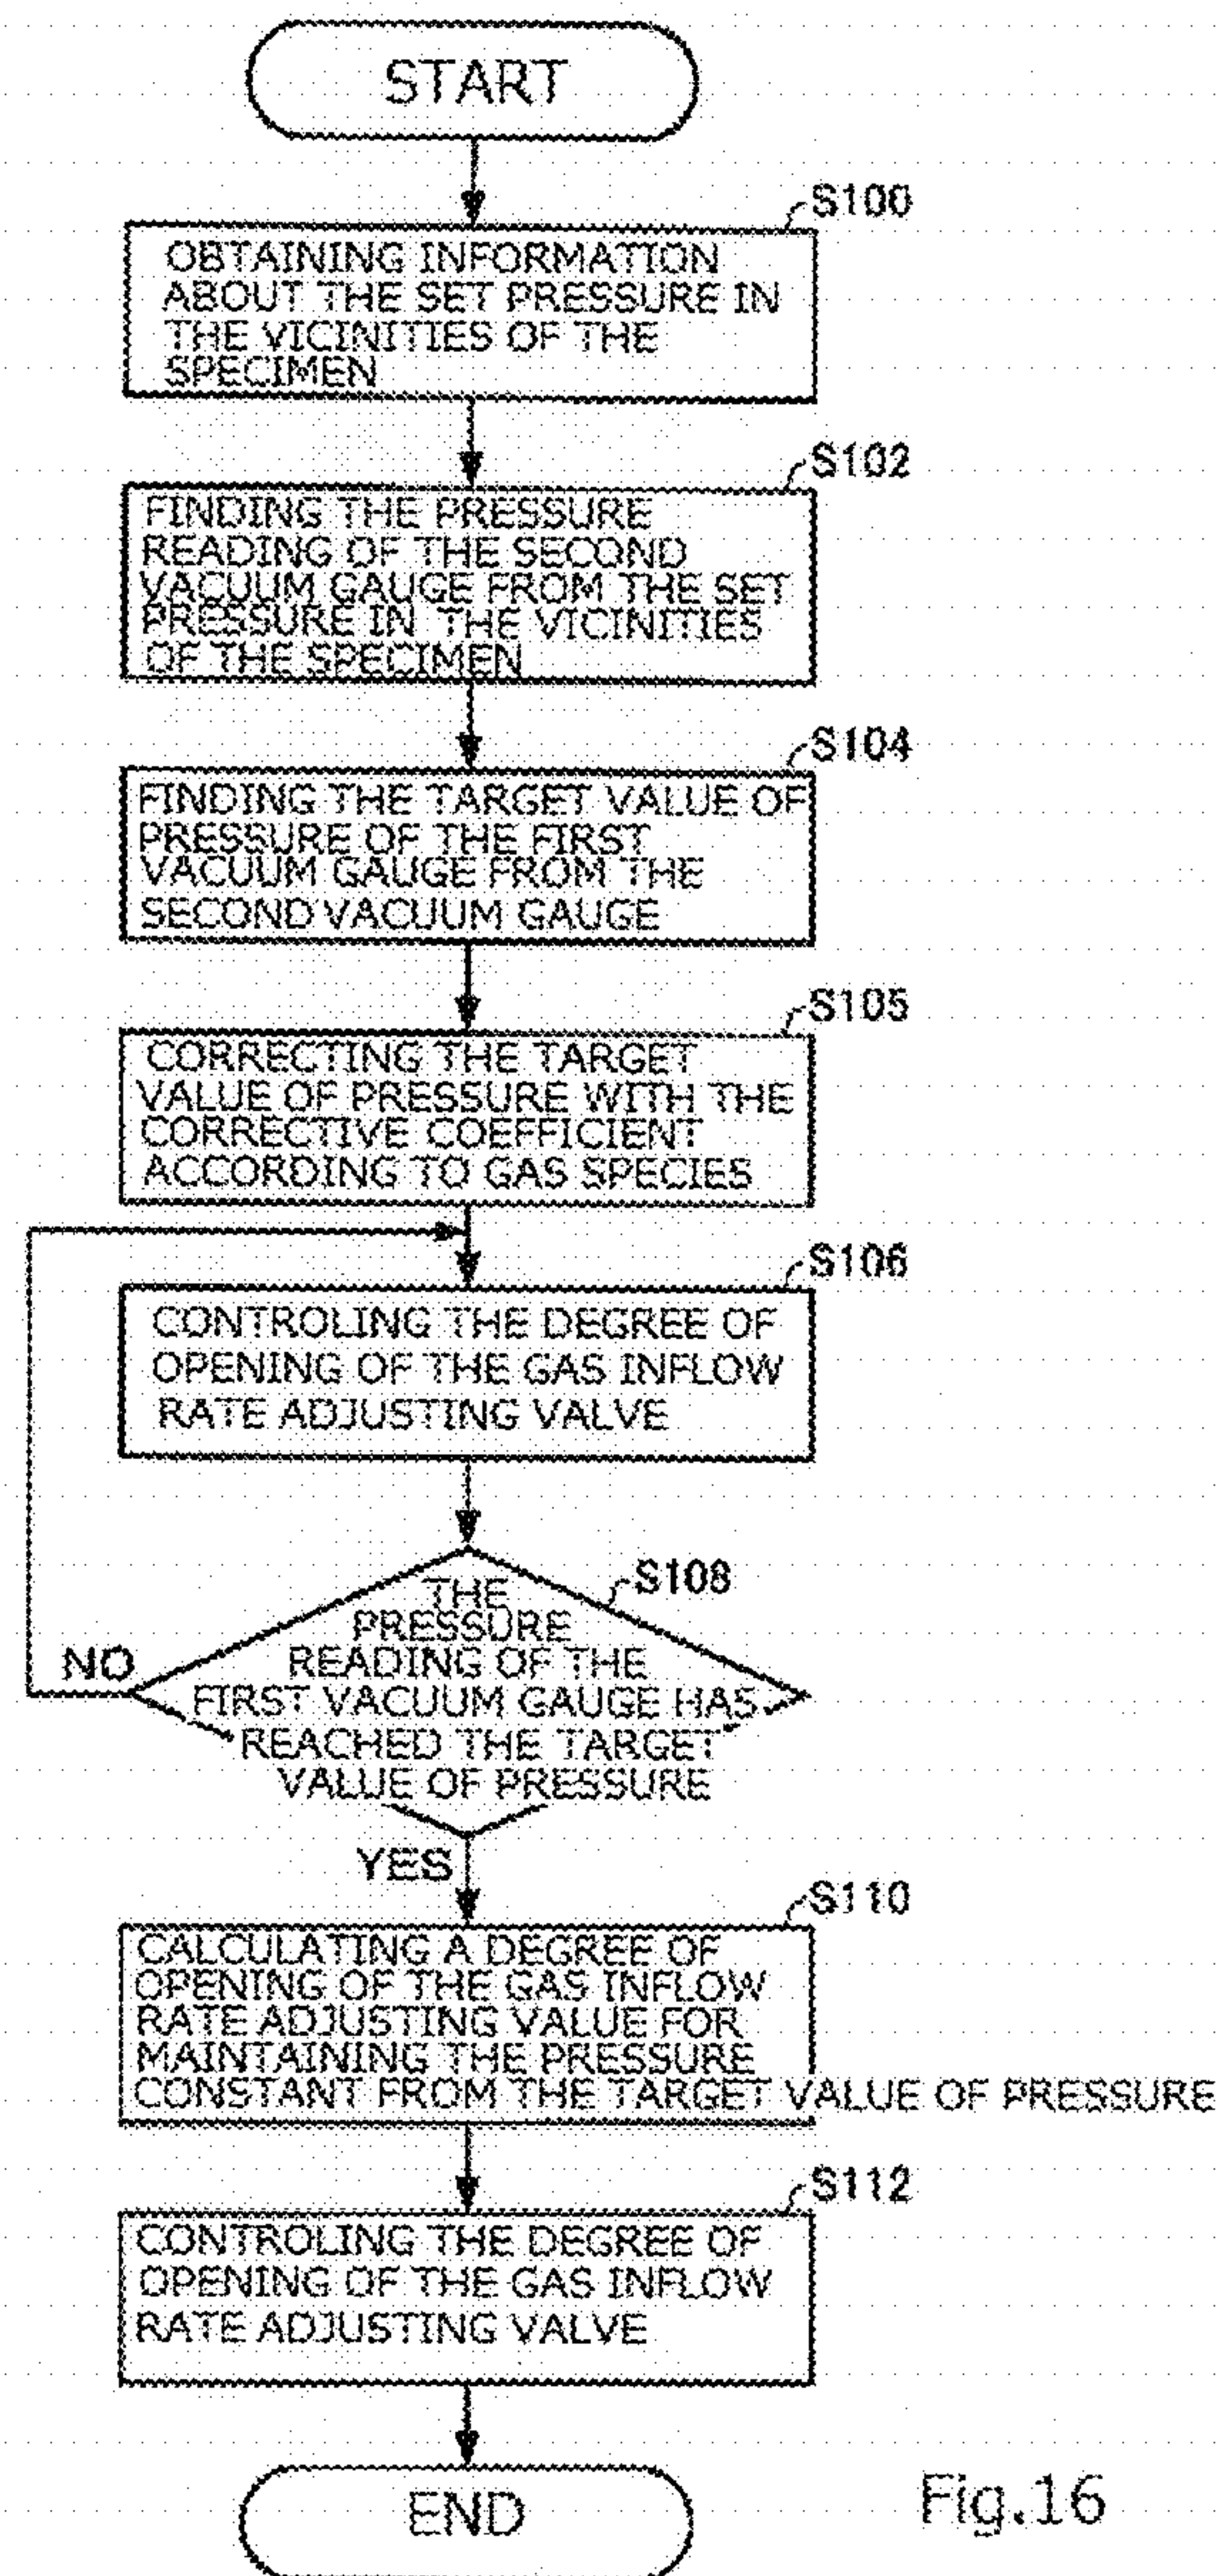 START
S100
OBTAINING INFORMATION
ABOUT THE SET PRESSURE IN
THE VICINITIES OF THE
SPECIMEN
S102
FINDING THE PRESSURE
READING OF THE SECOND
VACUUM GAUGE FROM THE SET
PRESSURE IN THE VICINITIES
OF THE SPECIMEN
S104
FINDING THE TARGET VALUE OF
PRESSURE OF THE FIRST
VACUUM GAUGE FROM THE
SECOND VACUUM GAUGE
S105
CORRECTING THE TARGET
VALUE OF PRESSURE WITH THE
CORRECTIVE COEFFICIENT
ACCORDING TO GAS SPECIES
S106
CONTROLING THE DEGREE OF
OPENING OF THE GAS INFLOW
RATE ADJUSTING VALVE
S108
THE
PRESSURE
READING OF THE
FIRST VACUUM GAUGE HAS
REACHED THE TARGET
VALUE OF PRESSURE
NO
YES
S110
CALCULATING A DEGREE OF
OPENING OF THE GAS INFLOW
RATE ADJUSTING VALUE FOR
MAINTAINING THE PRESSURE
CONSTANT FROM THE TARGET VALUE OF PRESSURE
S112
CONTROLING THE DEGREE OF
OPENING OF THE GAS INFLOW
RATE ADJUSTING VALVE
END
Fig.16